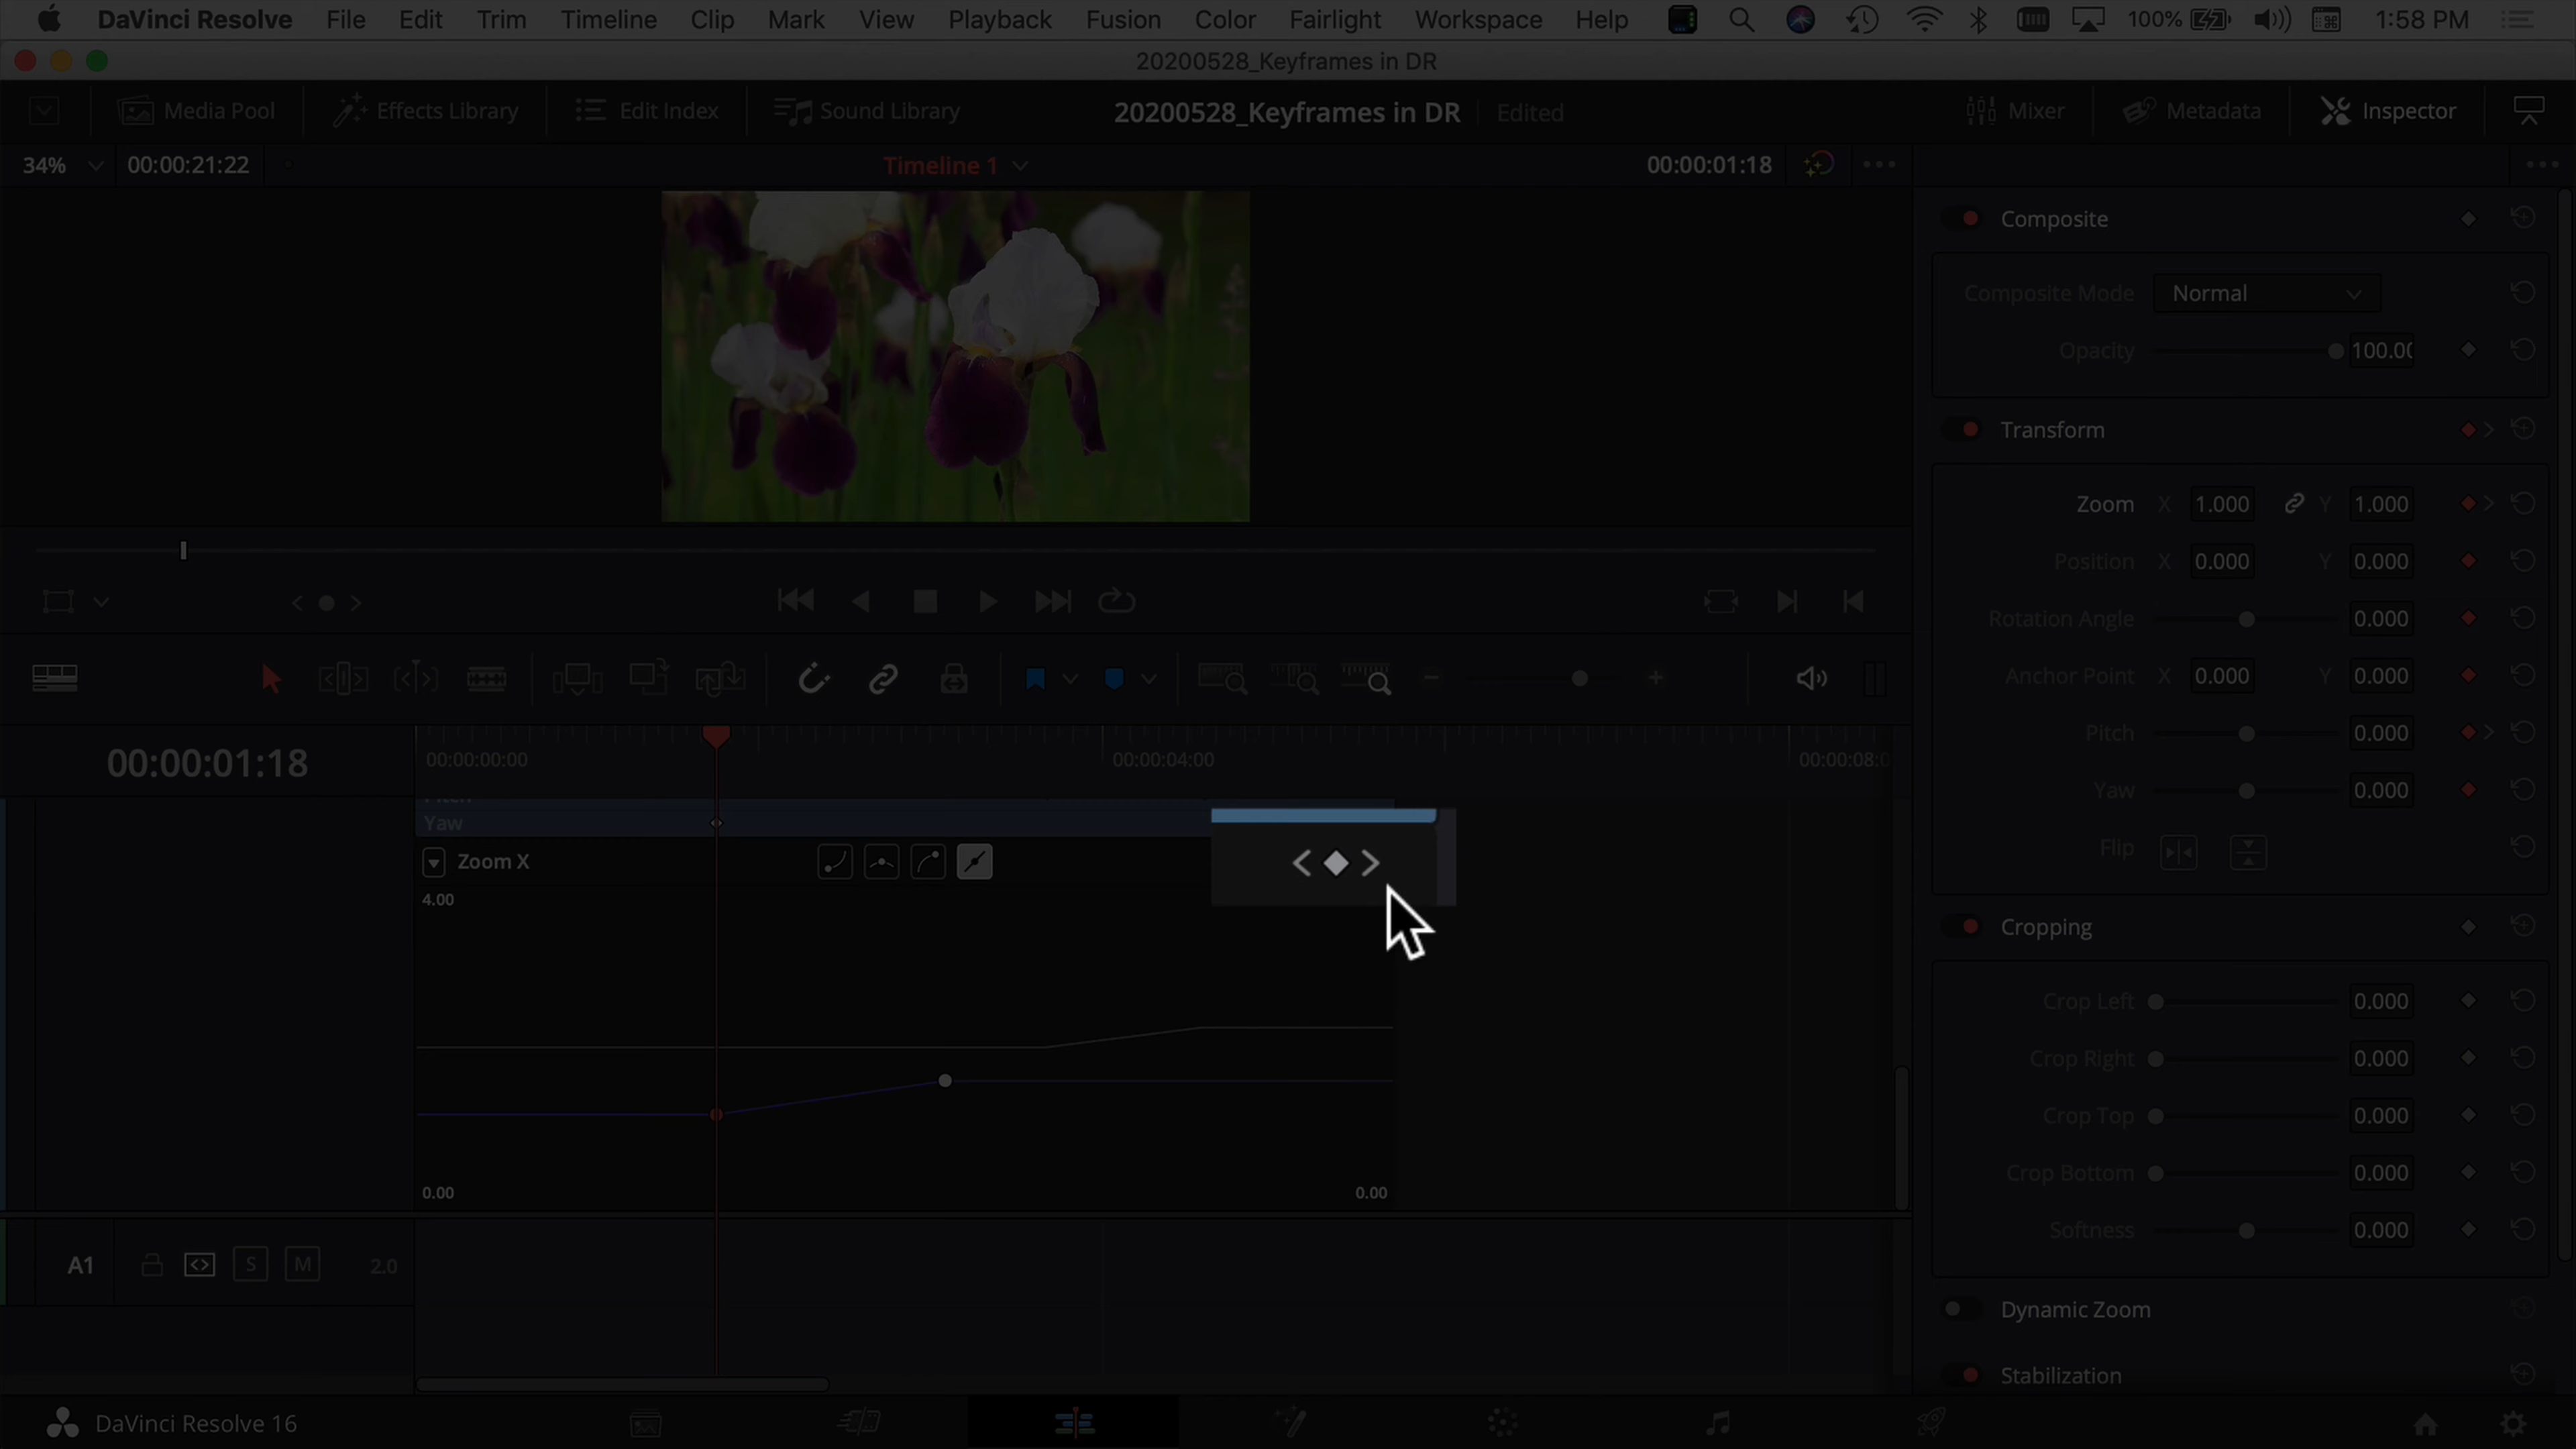 DaVinci Resolve File Edit Trim Timeline Clip Mark View Playback Fusion Color Fairlight Workspace Help 100% 1:58 PM
20200528_Keyframes in DR
Media Pool Effects Library Edit Index Sound Library 20200528_Keyframes in DR Edited Mixer Metadata Inspector
34% 00:00:21:22 Timeline 1 00:00:01:18
Composite
Composite Mode Normal
Opacity 100.00
Transform
Zoom X 1.000 Y 1.000
Position X 0.000 Y 0.000
Rotation Angle 0.000
Anchor Point X 0.000 Y 0.000
Pitch 0.000
Yaw 0.000
Flip
Cropping
Crop Left 0.000
Crop Right 0.000
Crop Top 0.000
Crop Bottom 0.000
Softness 0.000
Dynamic Zoom
Stabilization
00:00:01:18 00:00:00:00 00:00:04:00 00:00:08:0
Pitch
Yaw
Zoom X
4.00
0.00 0.00
A1 S M 2.0
DaVinci Resolve 16